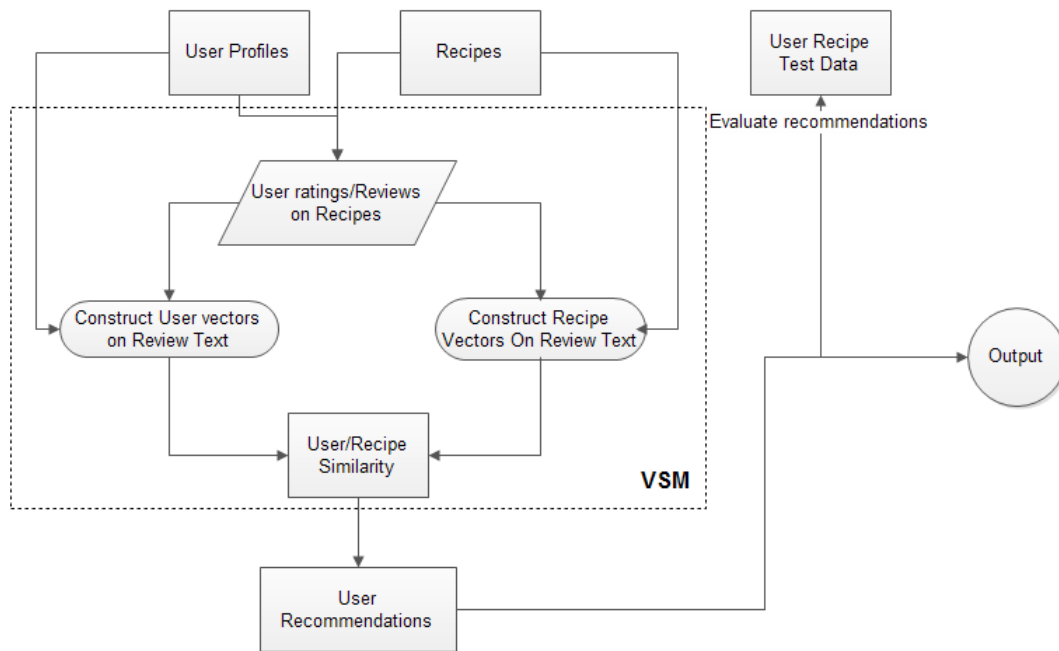 User Profiles
Recipes
User Recipe
Test Data
Evaluate recommendations
User ratings/Reviews
on Recipes
Construct User vectors
on Review Text
Construct Recipe
Vectors On Review Text
Output
User/Recipe
Similarity
VSM
User
Recommendations